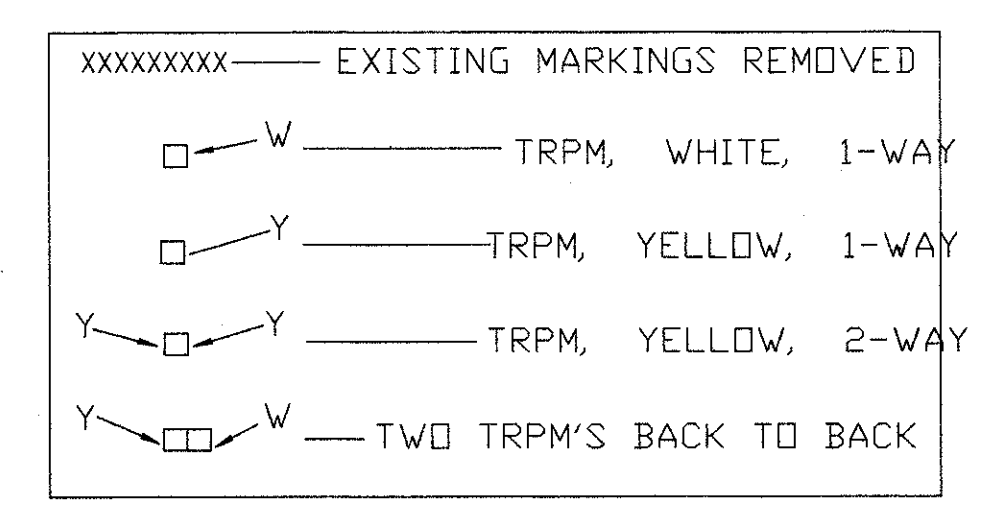 XXXXXXXXX EXISTING MARKINGS REMOVED
W TRPM, WHITE, 1-WAY
Y TRPM, YELLOW, 1-WAY
Y Y TRPM, YELLOW, 2-WAY
Y W TWO TRPM'S BACK TO BACK